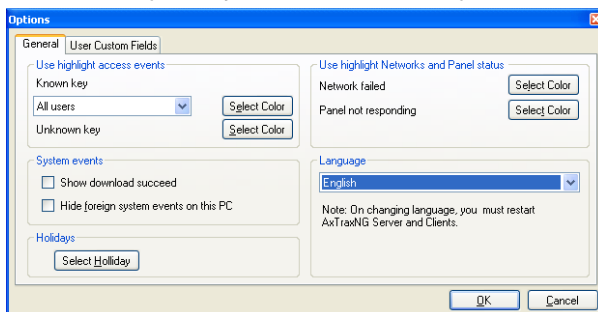 Options
General
User Custom Fields
Use highlight access events
Known key
All users
Select Color
Unknown key
Select Color
Use highlight Networks and Panel status
Network failed
Select Color
Panel not responding
Select Color
System events
Show download succeed
Hide foreign system events on this PC
Language
English
Note: On changing language, you must restart
AxTraxNG Server and Clients.
Holidays
Select Holliday
OK
Cancel